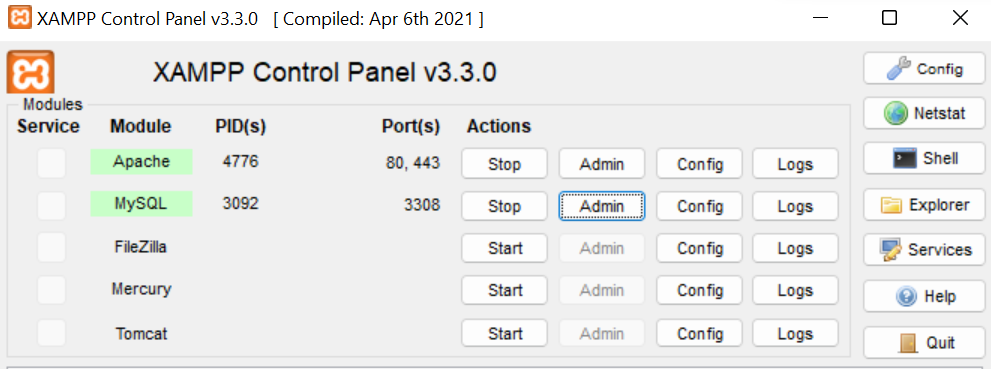 XAMPP Control Panel v3.3.0 [ Compiled: Apr 6th 2021 ]
XAMPP Control Panel v3.3.0
Config
Modules
Netstat
Service Module PID(s) Port(s) Actions
Apache 4776 80, 443 Stop Admin Config Logs
Shell
MySQL 3092 3308 Stop Admin Config Logs
Explorer
FileZilla Start Admin Config Logs
Services
Mercury Start Admin Config Logs
Help
Tomcat Start Admin Config Logs
Quit